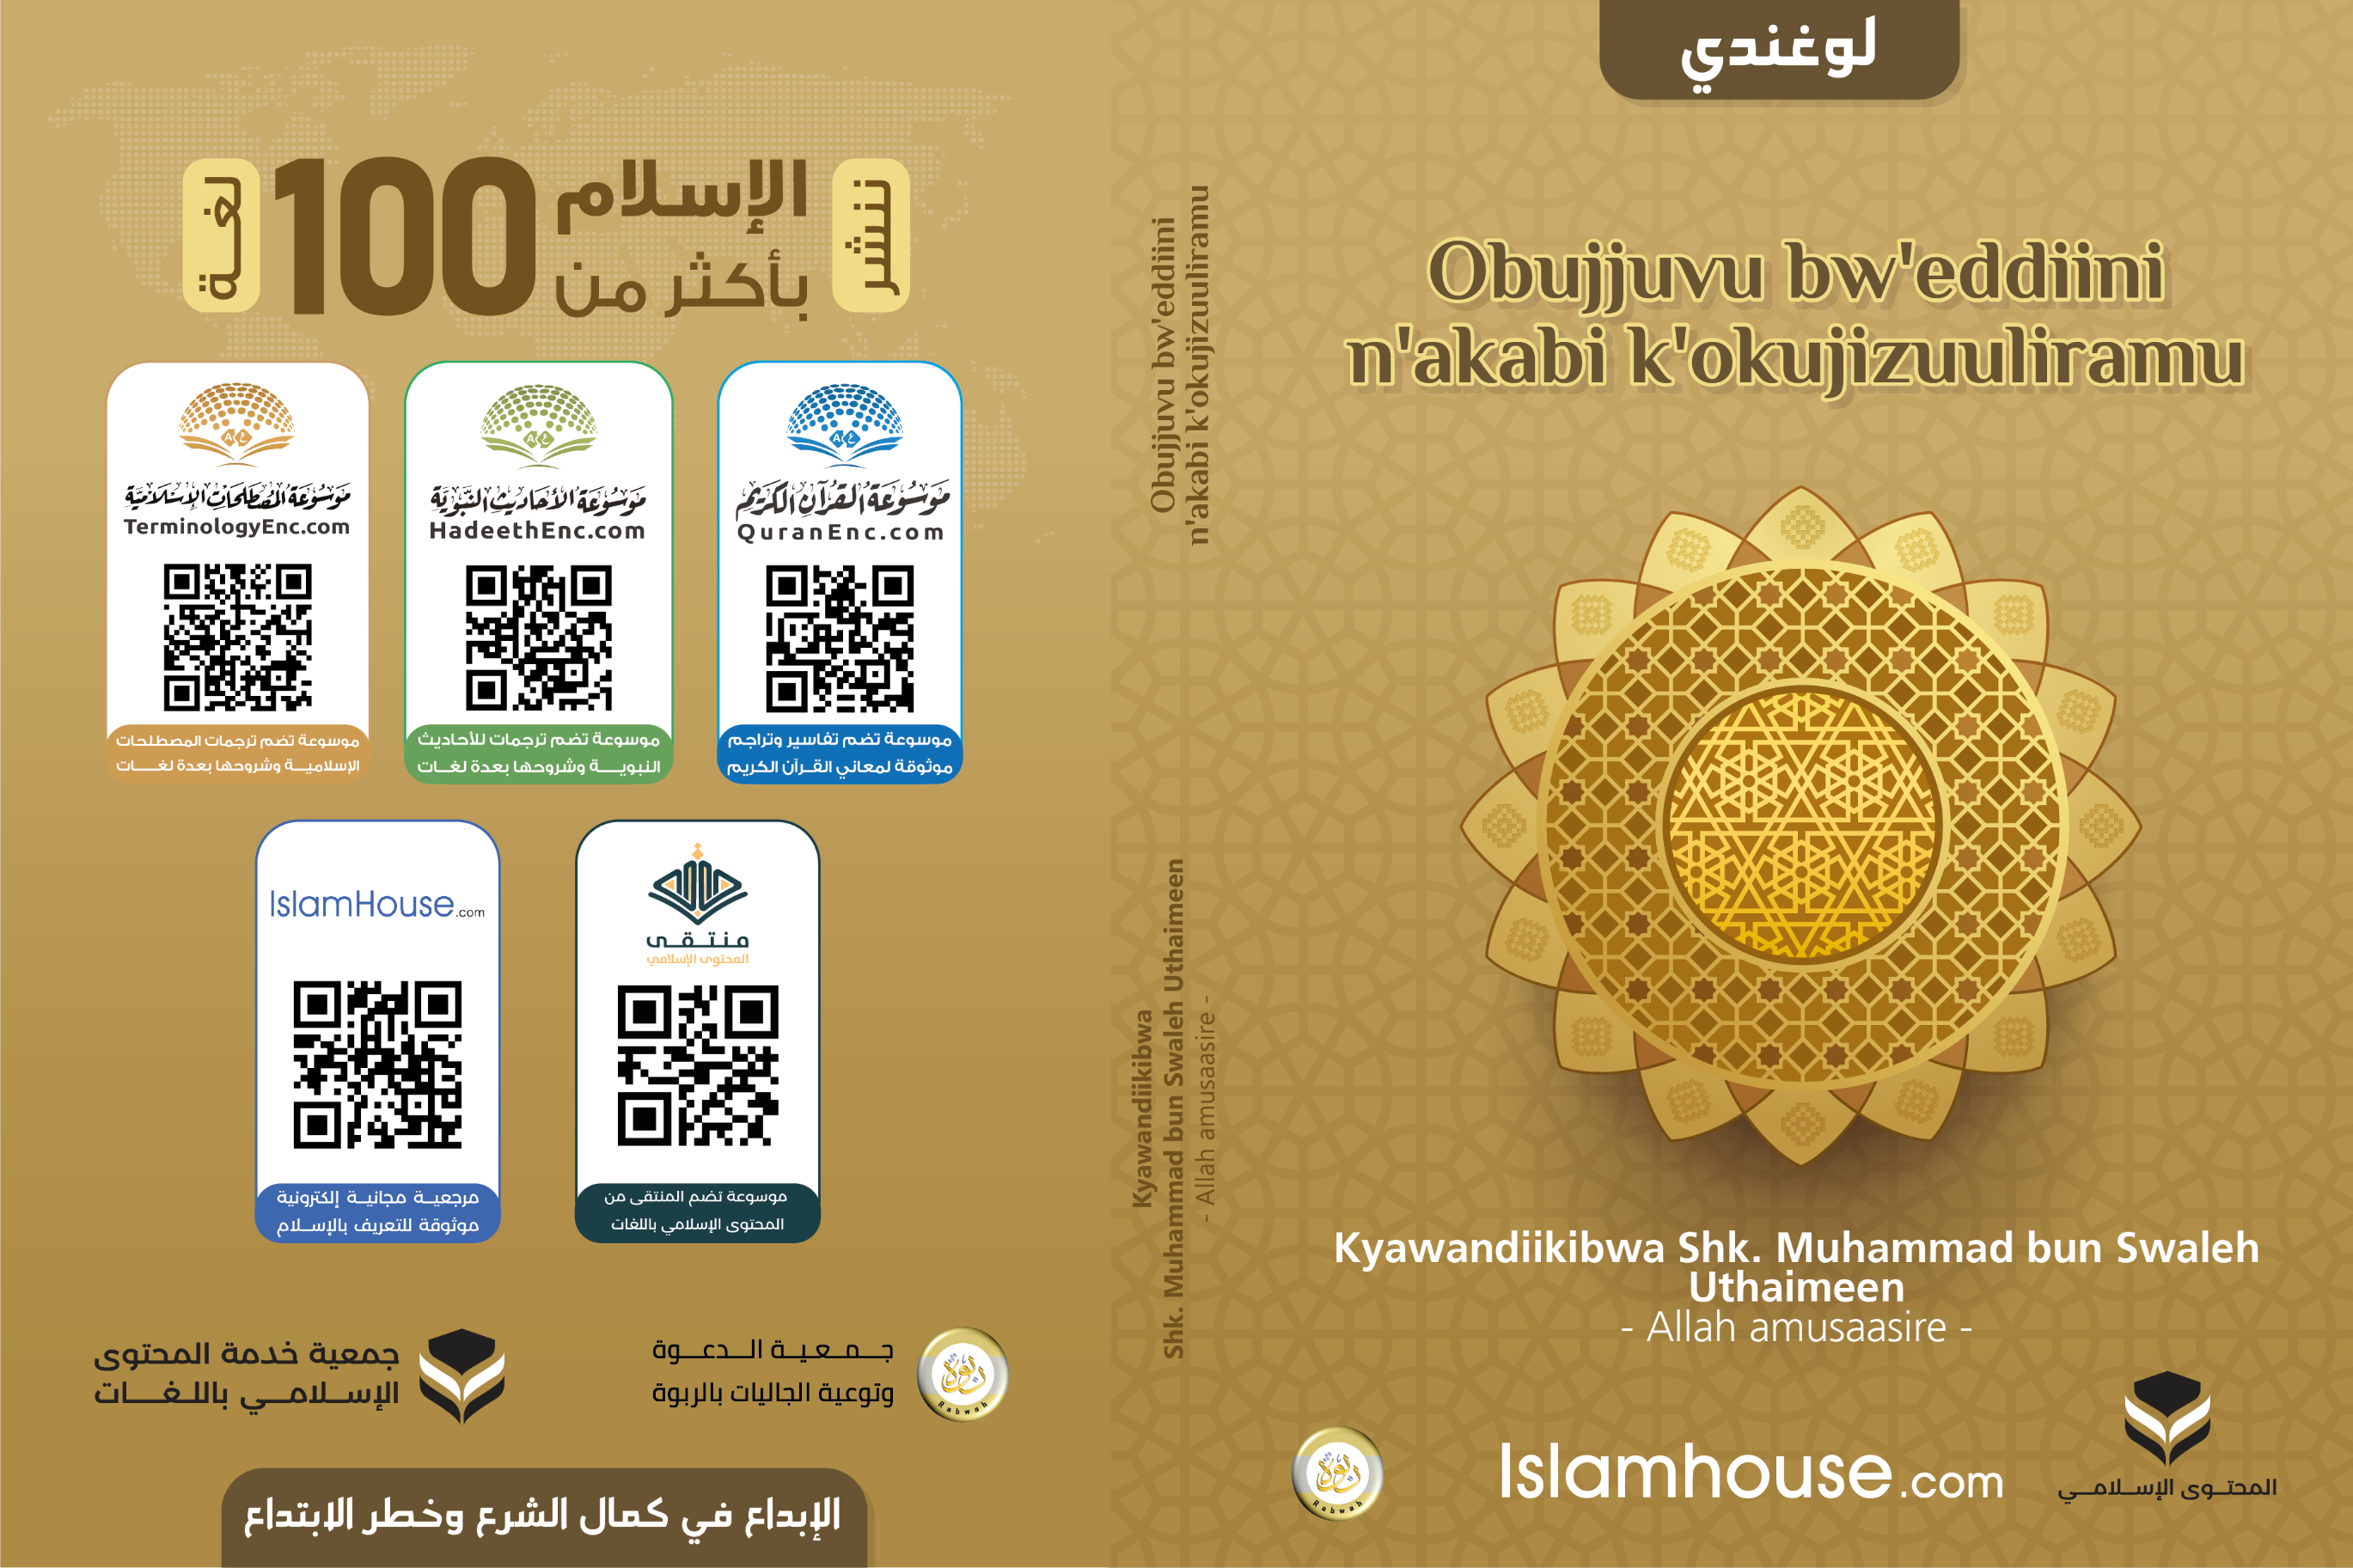 لوغندي
Obujjuvu bw'eddiini
n'akabi k'okujizuuliramu
Kyawandiikibwa Shk. Muhammad bun Swaleh
Uthaimeen
- Allah amusaasire -
Rabwah
Islamhouse.com
المحتوى الإسلامي
Obujjuvu bw'eddiini
n'akabi k'okujizuuliramu
Kyawandiikibwa
Shk. Muhammad bun Swaleh Uthaimeen
- Allah amusaasire -
ننشر
الإسلام
بأكثر من
100
لغة
موسوعة القرآن الكريم
QuranEnc.com
موسوعة تضم تفاسير وتراجم
موثوقة لمعاني القرآن الكريم
موسوعة الأحاديث النبوية
HadeethEnc.com
موسوعة تضم ترجمات للأحاديث
النبوية وشروحها بعدة لغات
موسوعة المصطلحات الإسلامية
TerminologyEnc.com
موسوعة تضم ترجمات المصطلحات
الإسلامية وشروحها بعدة لغات
منتقى
المحتوى الإسلامي
موسوعة تضم المنتقى من
المحتوى الإسلامي باللغات
IslamHouse.com
مرجعية مجانية إلكترونية
موثوقة للتعريف بالإسلام
جمعية الدعوة
وتوعية الجاليات بالربوة
Rabwah
جمعية خدمة المحتوى
الإسلامي باللغات
الإبداع في كمال الشرع وخطر الابتداع